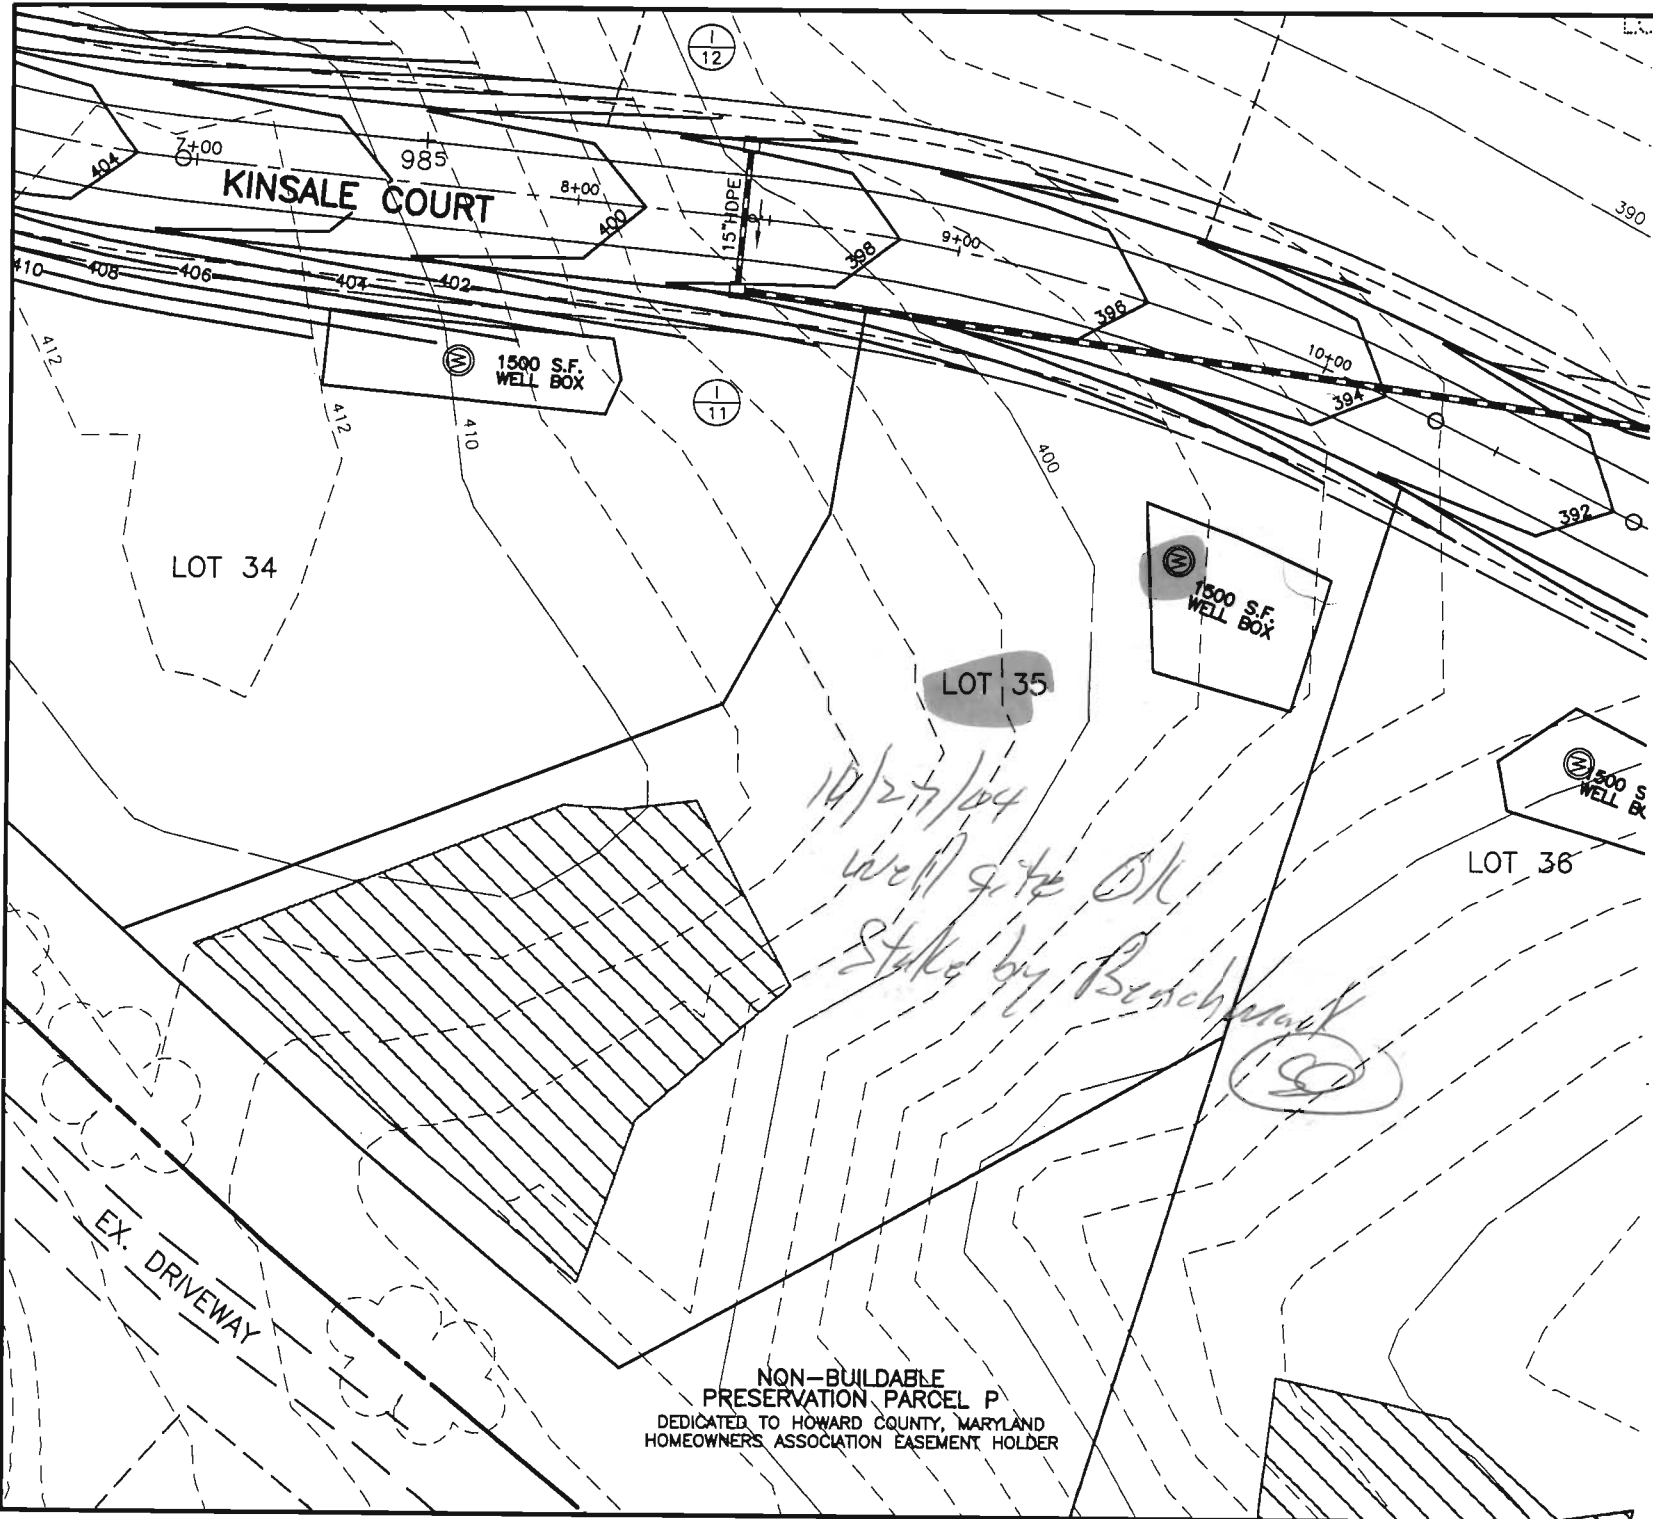 1
12
7+00
985
KINSALE COURT
8+00
404
400
15"HDPE
398
9+00
396
390
10+00
394
392
410
408
406
404
402
412
412
410
400
W
1500 S.F.
WELL BOX
1
11
LOT 34
W
1500 S.F.
WELL BOX
LOT 35
W
1500 S
WELL B
LOT 36
10/27/04
well site OK
Stake by Benchmark
EX. DRIVEWAY
NON-BUILDABLE
PRESERVATION PARCEL P
DEDICATED TO HOWARD COUNTY, MARYLAND
HOMEOWNERS ASSOCIATION EASEMENT HOLDER